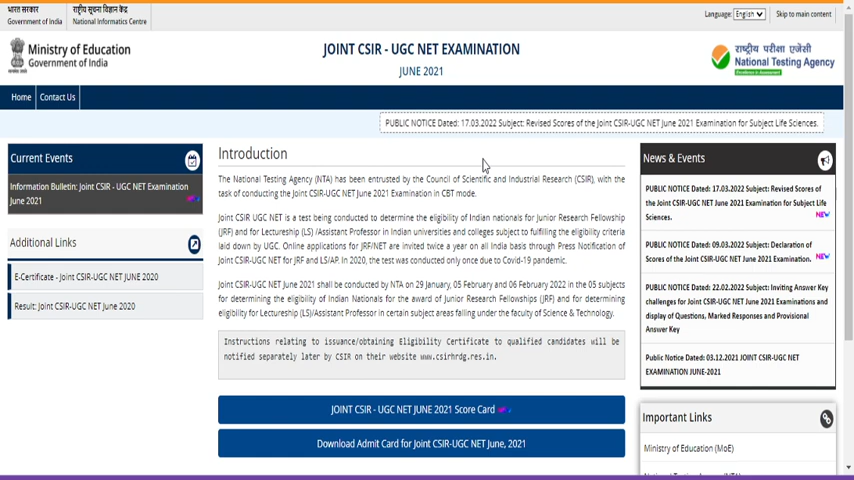 भारत सरकार
Government of India
राष्ट्रीय सूचना विज्ञान केंद्र
National Informatics Centre
Language: English
Skip to main content
Ministry of Education
Government of India
JOINT CSIR - UGC NET EXAMINATION
JUNE 2021
राष्ट्रीय परीक्षा एजेंसी
National Testing Agency
Excellence in Assessment
Home
Contact Us
PUBLIC NOTICE Dated: 17.03.2022 Subject: Revised Scores of the Joint CSIR-UGC NET June 2021 Examination for Subject Life Sciences.
Current Events
Information Bulletin: Joint CSIR - UGC NET Examination
June 2021
Additional Links
E-Certificate - Joint CSIR-UGC NET JUNE 2020
Result: Joint CSIR-UGC NET June 2020
Introduction
The National Testing Agency (NTA) has been entrusted by the Council of Scientific and Industrial Research (CSIR), with the
task of conducting the Joint CSIR-UGC NET June 2021 Examination in CBT mode.
Joint CSIR UGC NET is a test being conducted to determine the eligibility of Indian nationals for Junior Research Fellowship
(JRF) and for Lectureship (LS) /Assistant Professor in Indian universities and colleges subject to fulfilling the eligibility criteria
laid down by UGC. Online applications for JRF/NET are invited twice a year on all India basis through Press Notification of
Joint CSIR-UGC NET for JRF and LS/AP. In 2020, the test was conducted only once due to Covid-19 pandemic.
Joint CSIR-UGC NET June 2021 shall be conducted by NTA on 29 January, 05 February and 06 February 2022 in the 05 subjects
for determining the eligibility of Indian Nationals for the award of Junior Research Fellowships (JRF) and for determining
eligibility for Lectureship (LS)/Assistant Professor in certain subject areas falling under the faculty of Science & Technology.
Instructions relating to issuance/obtaining Eligibility Certificate to qualified candidates will be
notified separately later by CSIR on their website www.csirhrdg.res.in.
JOINT CSIR - UGC NET JUNE 2021 Score Card
Download Admit Card for Joint CSIR-UGC NET June, 2021
News & Events
PUBLIC NOTICE Dated: 17.03.2022 Subject: Revised Scores of
the Joint CSIR-UGC NET June 2021 Examination for Subject Life
Sciences.
NEW
PUBLIC NOTICE Dated: 09.03.2022 Subject: Declaration of
Scores of the Joint CSIR-UGC NET June 2021 Examination.
NEW
PUBLIC NOTICE Dated: 22.02.2022 Subject: Inviting Answer Key
challenges for Joint CSIR-UGC NET June 2021 Examinations and
display of Questions, Marked Responses and Provisional
Answer Key
Public Notice Dated: 03.12.2021 JOINT CSIR-UGC NET
EXAMINATION JUNE-2021
Important Links
Ministry of Education (MoE)